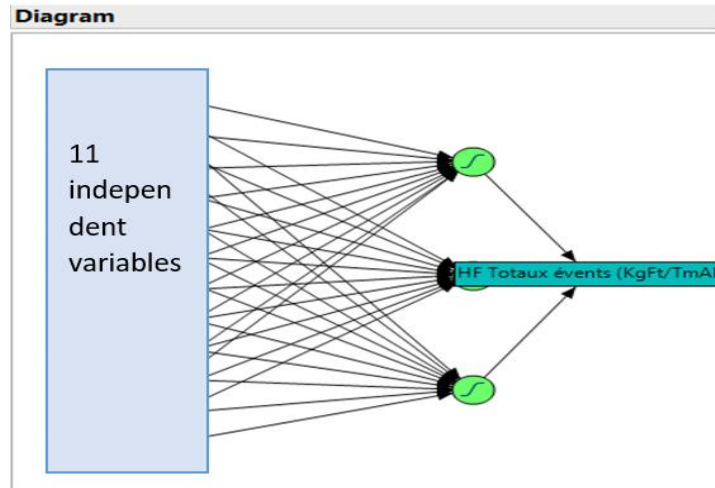 Diagram
11
indepen
dent
variables
HF Totaux évents (KgFt/TmAl